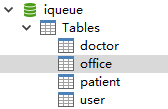 iqueue
Tables
doctor
office
patient
user